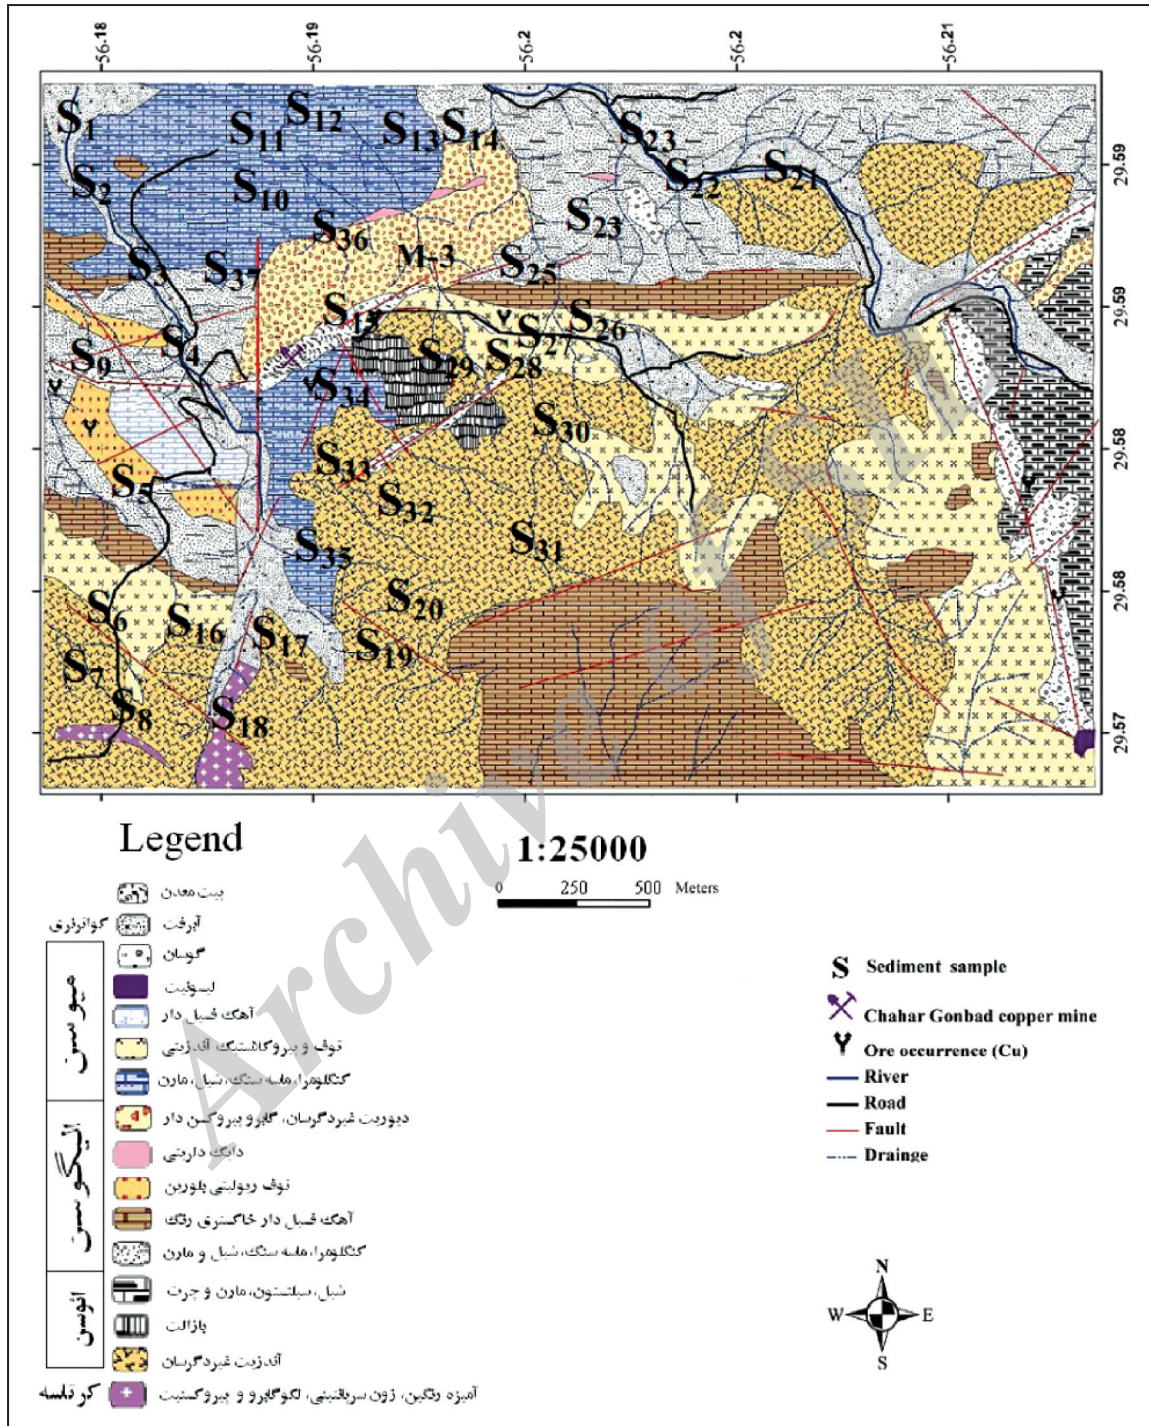 56.18 56.19 56.2 56.2 56.21
29.59
29.59
29.58
29.58
29.57
S1
S2
S3
S4
S5
S6
S7
S8
S9
S10
S11
S12
S13
S14
S15
S16
S17
S18
S19
S20
S21
S22
S23
S23
S25
S26
S27
S28
S29
S30
S31
S32
S33
S34
S35
S36
S37
M-3
Legend
1:25000
0 250 500 Meters
پیت معدن
کواترنری آبرفت
گوسان
لیسونیت
آهک فسیل دار
توف و پیروکلاستیک آندزیتی
کنگلومرا، ماسه سنگ، شیل، مارن
میوسن
دیوریت غیردگرسان، گابرو پیروکسن دار
دایک داریتی
توف ریولیتی بلورین
آهک فسیل دار خاکستری رنگ
کنگلومرا، ماسه سنگ، شیل و مارن
الیگوسن
شیل، سیلتستون، مارن و چرت
بازالت
آندزیت غیردگرسان
ائوسن
کرتاسه آمیزه رنگین، زون سرپانتینی، لکوگابرو و پیروکسنیت
S Sediment sample
Chahar Gonbad copper mine
Ore occurrence (Cu)
River
Road
Fault
Drainge
N
W E
S
Archive of SID